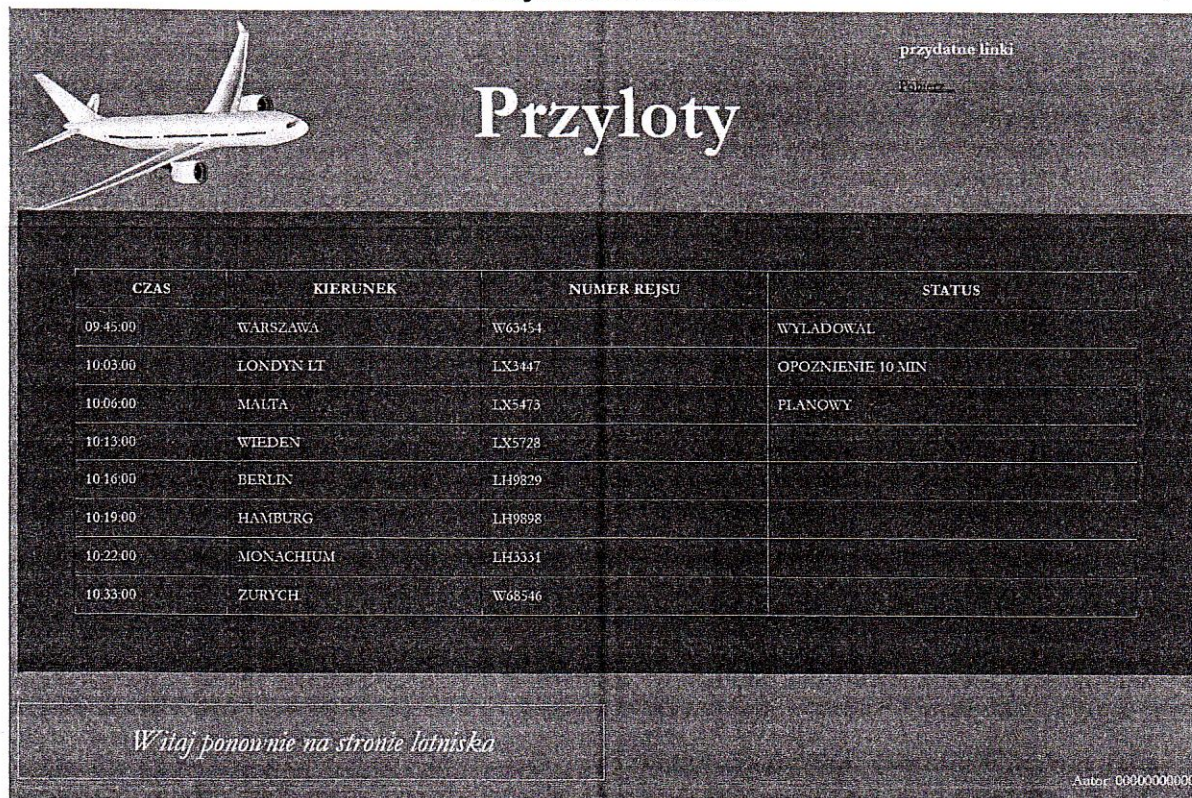 przydatne linki
Pobierz...
Przyloty
CZAS KIERUNEK NUMER REJSU STATUS
09:45:00 WARSZAWA W63454 WYLADOWAL
10:03:00 LONDYN LT LX3447 OPOZNIENIE 10 MIN
10:06:00 MALTA LX5473 PLANOWY
10:13:00 WIEDEN LX5728
10:16:00 BERLIN LH9829
10:19:00 HAMBURG LH9898
10:22:00 MONACHIUM LH3331
10:33:00 ZURYCH W68546
Witaj ponownie na stronie lotniska
Autor: 00000000000